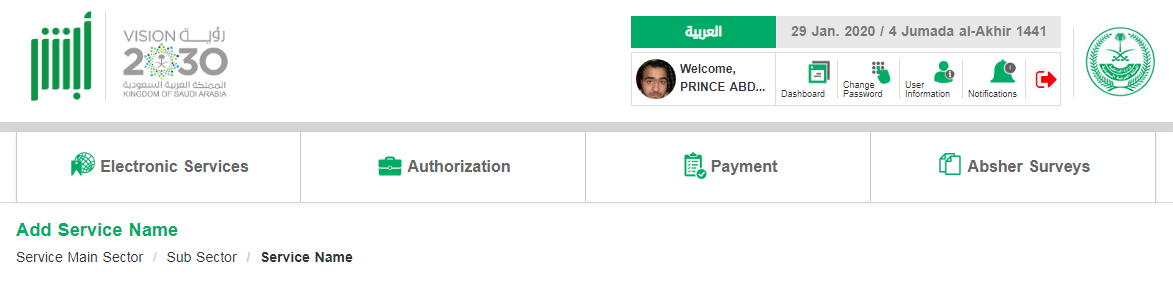 أبشر
VISION رؤيـــة
2030
المملكة العربية السعودية
KINGDOM OF SAUDI ARABIA
العربية
29 Jan. 2020 / 4 Jumada al-Akhir 1441
Welcome,
PRINCE ABD...
Dashboard
Change
Password
User
Information
Notifications
Electronic Services
Authorization
Payment
Absher Surveys
Add Service Name
Service Main Sector / Sub Sector / Service Name